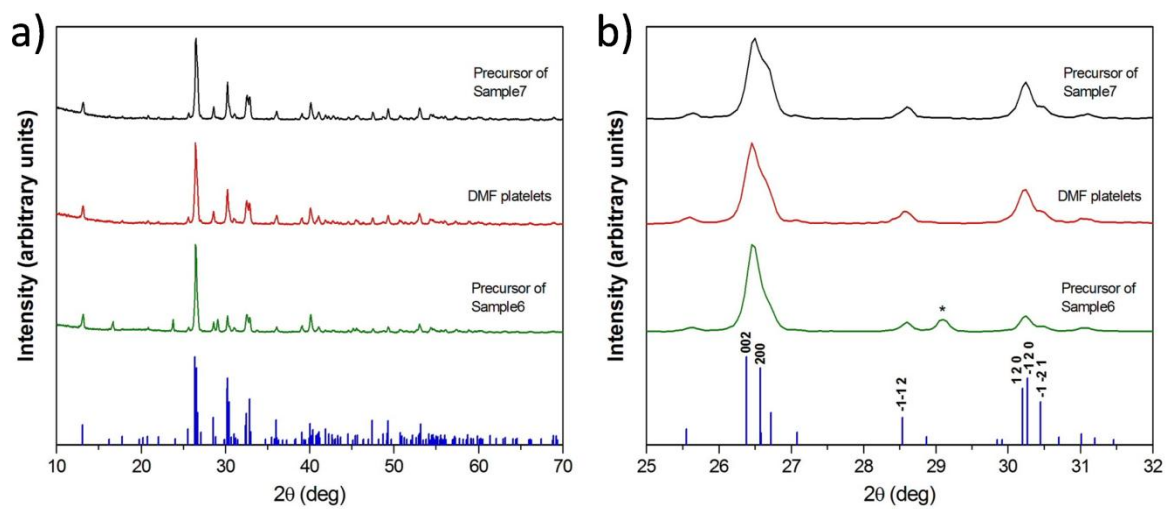 a)
Intensity (arbitrary units)
Precursor of
Sample7
DMF platelets
Precursor of
Sample6
10 20 30 40 50 60 70
2θ (deg)
b)
Intensity (arbitrary units)
Precursor of
Sample7
DMF platelets
Precursor of
Sample6
*
002
200
-1-1 2
1 2 0
-1 2 0
-1 -2 1
25 26 27 28 29 30 31 32
2θ (deg)